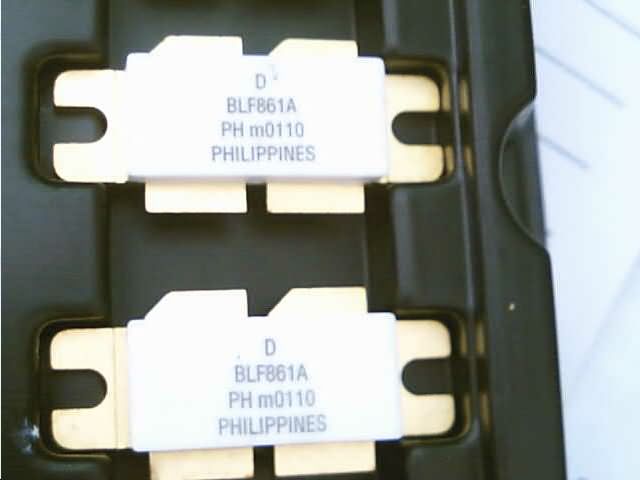 D
BLF861A
PH m0110
PHILIPPINES
D
BLF861A
PH m0110
PHILIPPINES